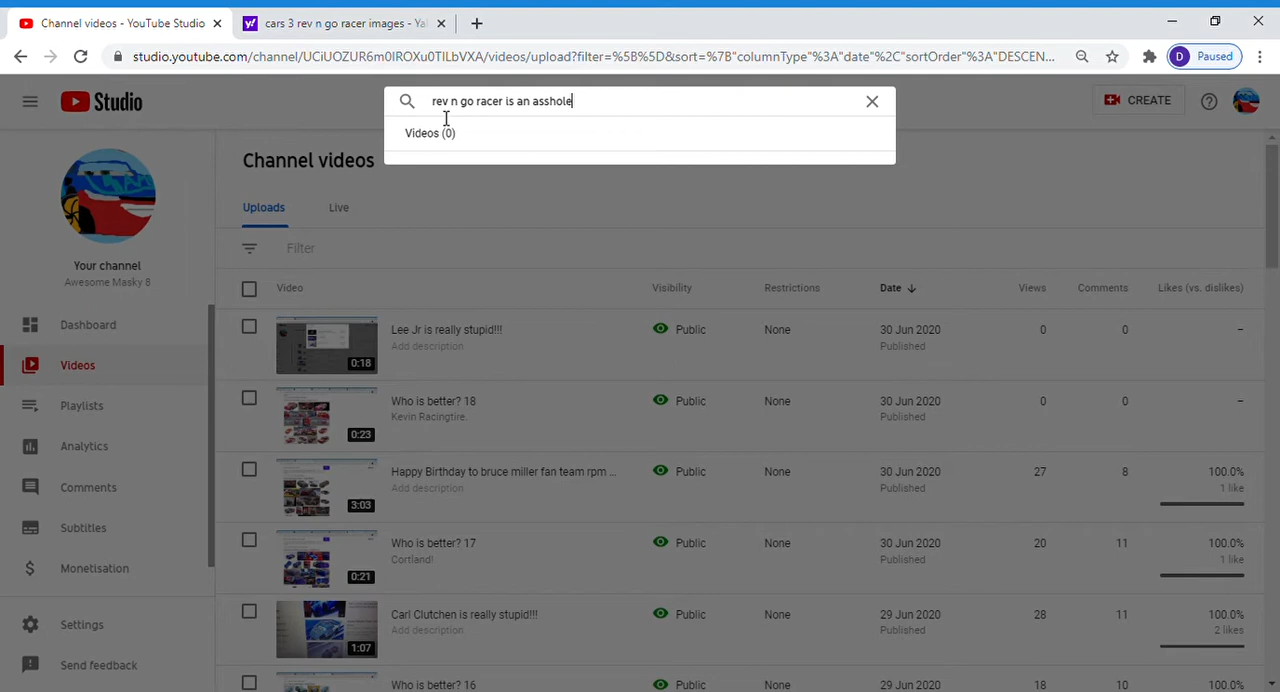 Channel videos - YouTube Studio
cars 3 rev n go racer images - Ya
studio.youtube.com/channel/UCiUOZUR6m0IROXu0TILbVXA/videos/upload?filter=%5B%5D&sort=%7B"columnType"%3A"date"%2C"sortOrder"%3A"DESCEN...
D Paused
Studio
rev n go racer is an asshole
CREATE
Videos (0)
Channel videos
Uploads Live
Filter
Your channel
Awesome Masky 8
Dashboard
Videos
Playlists
Analytics
Comments
Subtitles
Monetisation
Settings
Send feedback
Video Visibility Restrictions Date Views Comments Likes (vs. dislikes)
Lee Jr is really stupid!!! Public None 30 Jun 2020 0 0 –
Add description Published
0:18
Who is better? 18 Public None 30 Jun 2020 0 0 –
Kevin Racingtire. Published
0:23
Happy Birthday to bruce miller fan team rpm ... Public None 30 Jun 2020 27 8 100.0%
Add description Published 1 like
3:03
Who is better? 17 Public None 30 Jun 2020 20 11 100.0%
Cortland! Published 1 like
0:21
Carl Clutchen is really stupid!!! Public None 29 Jun 2020 28 11 100.0%
Add description Published 2 likes
1:07
Who is better? 16 Public None 29 Jun 2020 18 10 100.0%